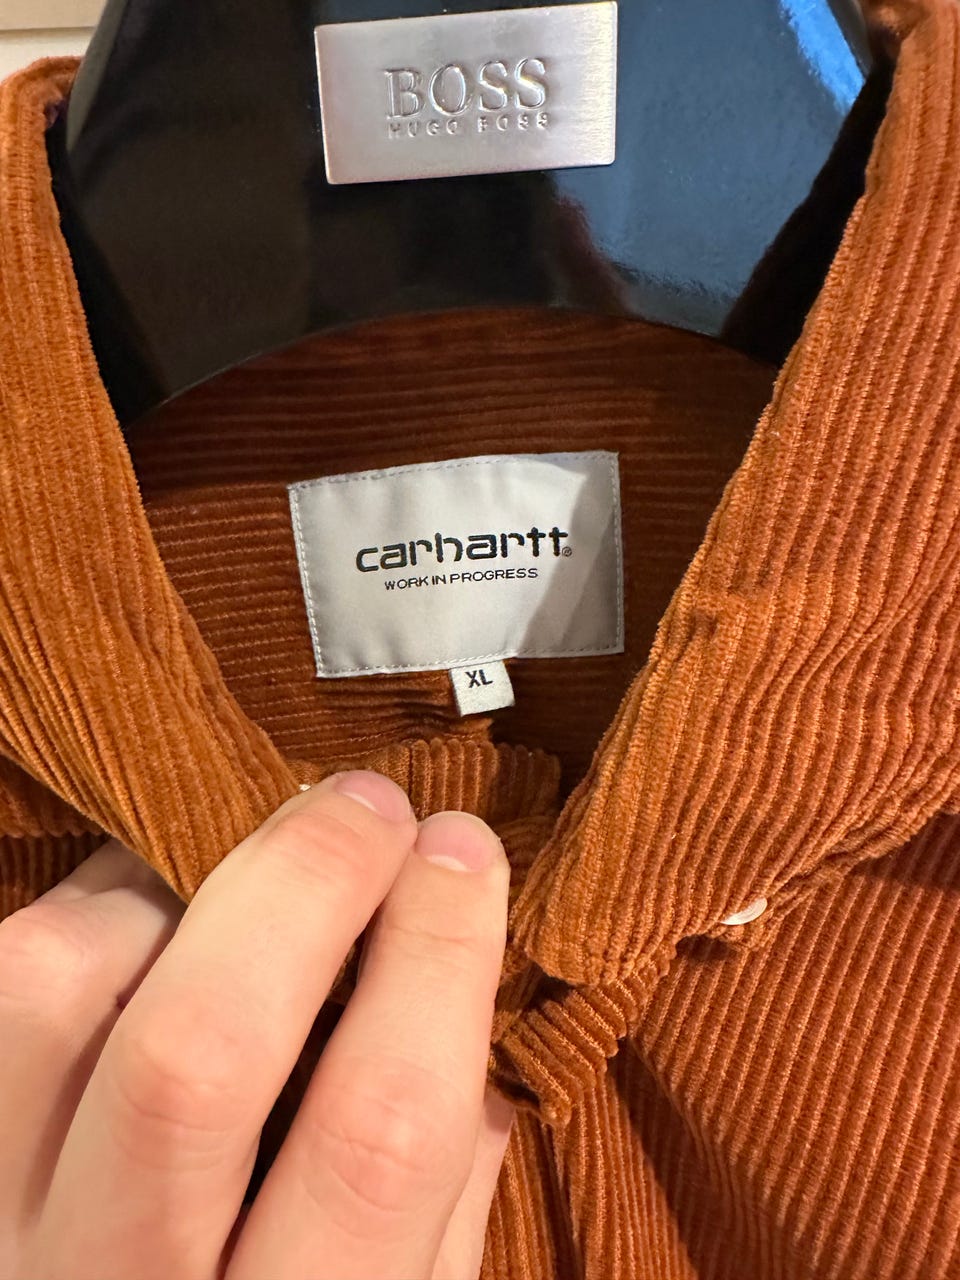 BOSS
HUGO BOSS
carhartt®
WORK IN PROGRESS
XL